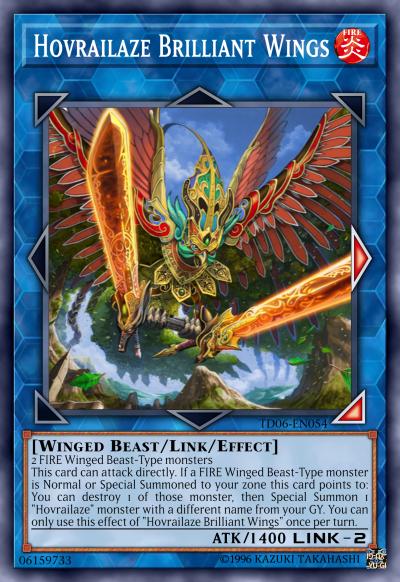 HOVRAILAZE BRILLIANT WINGS
FIRE
炎
TD06-EN054
[WINGED BEAST/LINK/EFFECT]
2 FIRE Winged Beast-Type monsters
This card can attack directly. If a FIRE Winged Beast-Type monster
is Normal or Special Summoned to your zone this card points to:
You can destroy 1 of those monster, then Special Summon 1
"Hovrailaze" monster with a different name from your GY. You can
only use this effect of "Hovrailaze Brilliant Wings" once per turn.
ATK/1400 LINK-2
06159733
©1996 KAZUKI TAKAHASHI